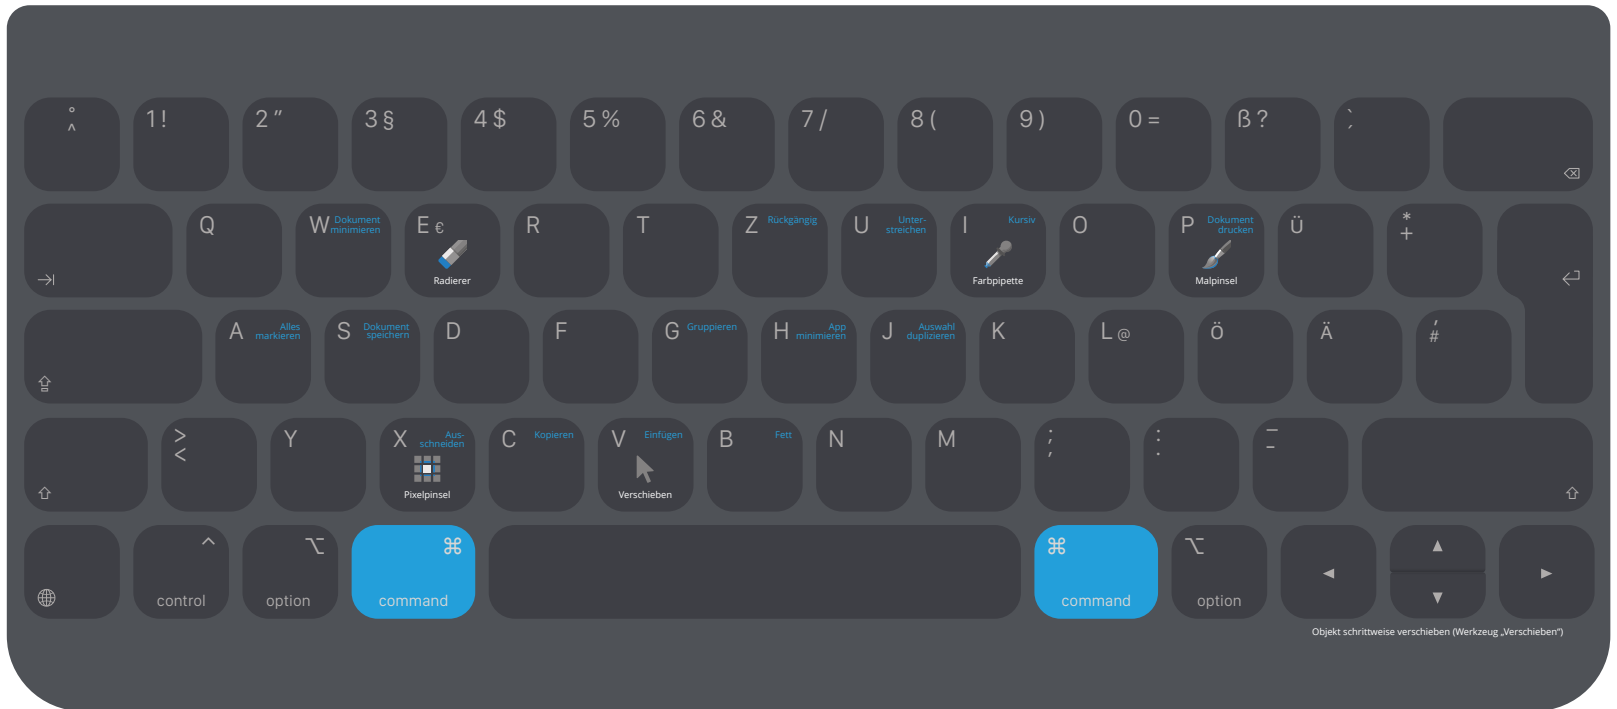 ° ^ 1 ! 2 " 3 § 4 $ 5 % 6 & 7 / 8 ( 9 ) 0 = ß ? ` ´ ⌫
⇥ Q W Dokument minimieren E € Radierer R T Z Rückgängig U Unter-streichen I Kursiv Farbpipette O P Dokument drucken Malpinsel Ü * +
A Alles markieren S Dokument speichern D F G Gruppieren H App minimieren J Auswahl duplizieren K L @ Ö Ä ' #
> < Y X Aus-schneiden Pixelpinsel C Kopieren V Einfügen Verschieben B Fett N M ; , : . _ -
^ control ⌥ option ⌘ command ⌘ command ⌥ option ◀ ▲ ▼ ▶
Objekt schrittweise verschieben (Werkzeug „Verschieben“)